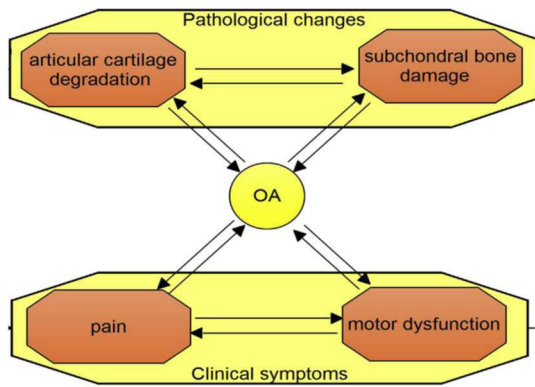 Pathological changes
articular cartilage
degradation
subchondral bone
damage
OA
pain
motor dysfunction
Clinical symptoms